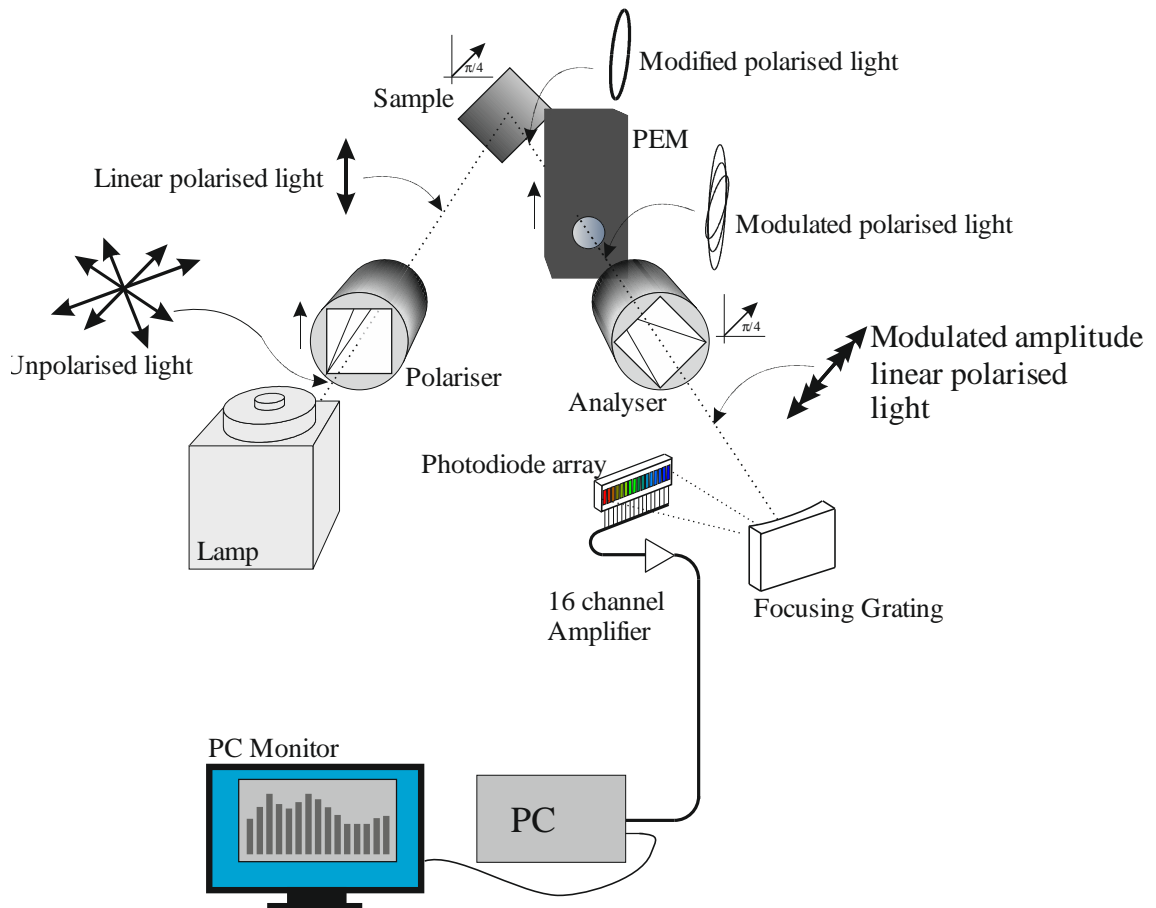 Modified polarised light
π/4
Sample
PEM
Linear polarised light
Modulated polarised light
π/4
Unpolarised light
Modulated amplitude
linear polarised
light
Polariser
Analyser
Photodiode array
Lamp
16 channel
Amplifier
Focusing Grating
PC Monitor
PC